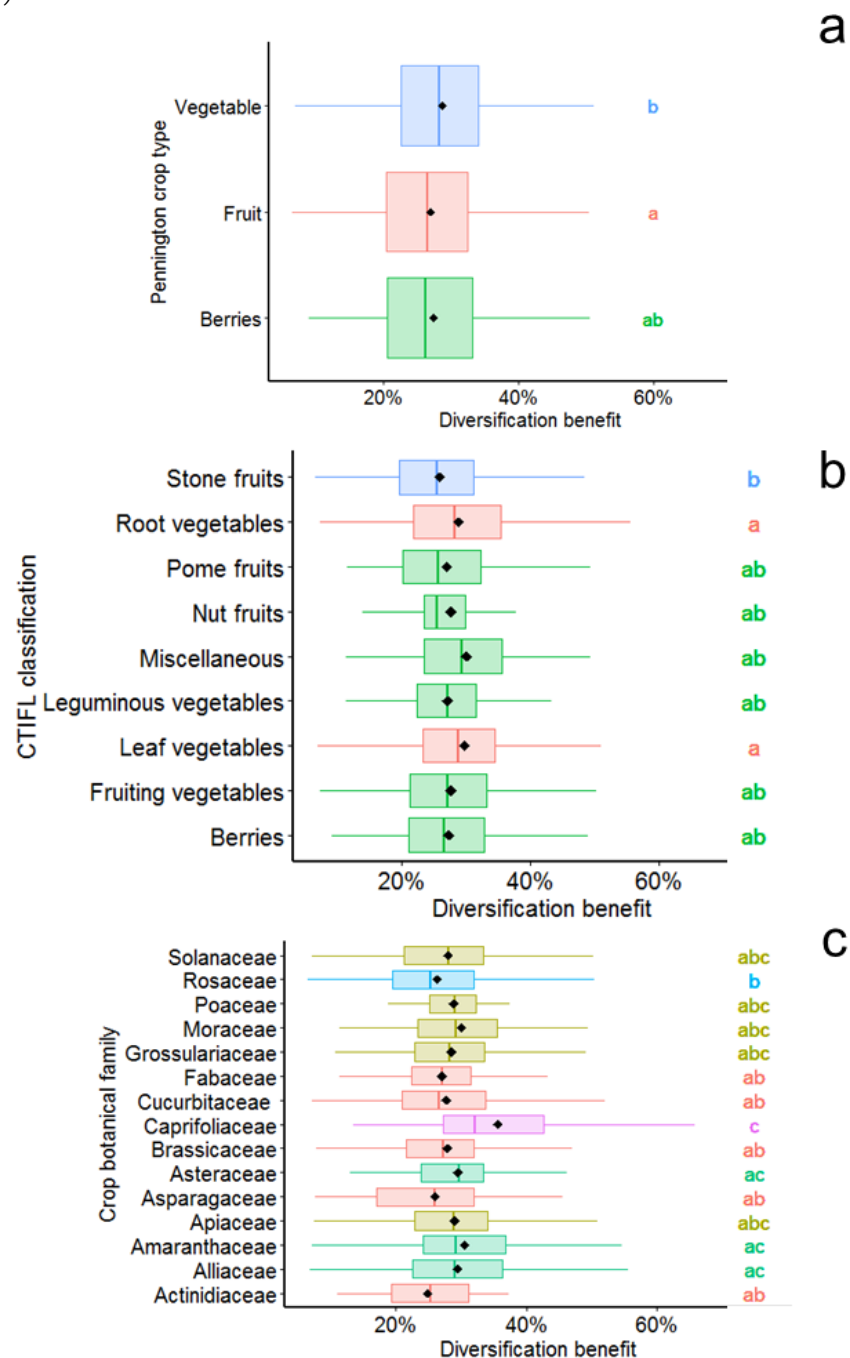 a
Vegetable
b
Fruit
a
Berries
ab
Pennington crop type
20% 40% 60%
Diversification benefit
b
Stone fruits
b
Root vegetables
a
Pome fruits
ab
Nut fruits
ab
Miscellaneous
ab
Leguminous vegetables
ab
Leaf vegetables
a
Fruiting vegetables
ab
Berries
ab
CTIFL classification
20% 40% 60%
Diversification benefit
c
Solanaceae
abc
Rosaceae
b
Poaceae
abc
Moraceae
abc
Grossulariaceae
abc
Fabaceae
ab
Cucurbitaceae
ab
Caprifoliaceae
c
Brassicaceae
ab
Asteraceae
ac
Asparagaceae
ab
Apiaceae
abc
Amaranthaceae
ac
Alliaceae
ac
Actinidiaceae
ab
Crop botanical family
20% 40% 60%
Diversification benefit